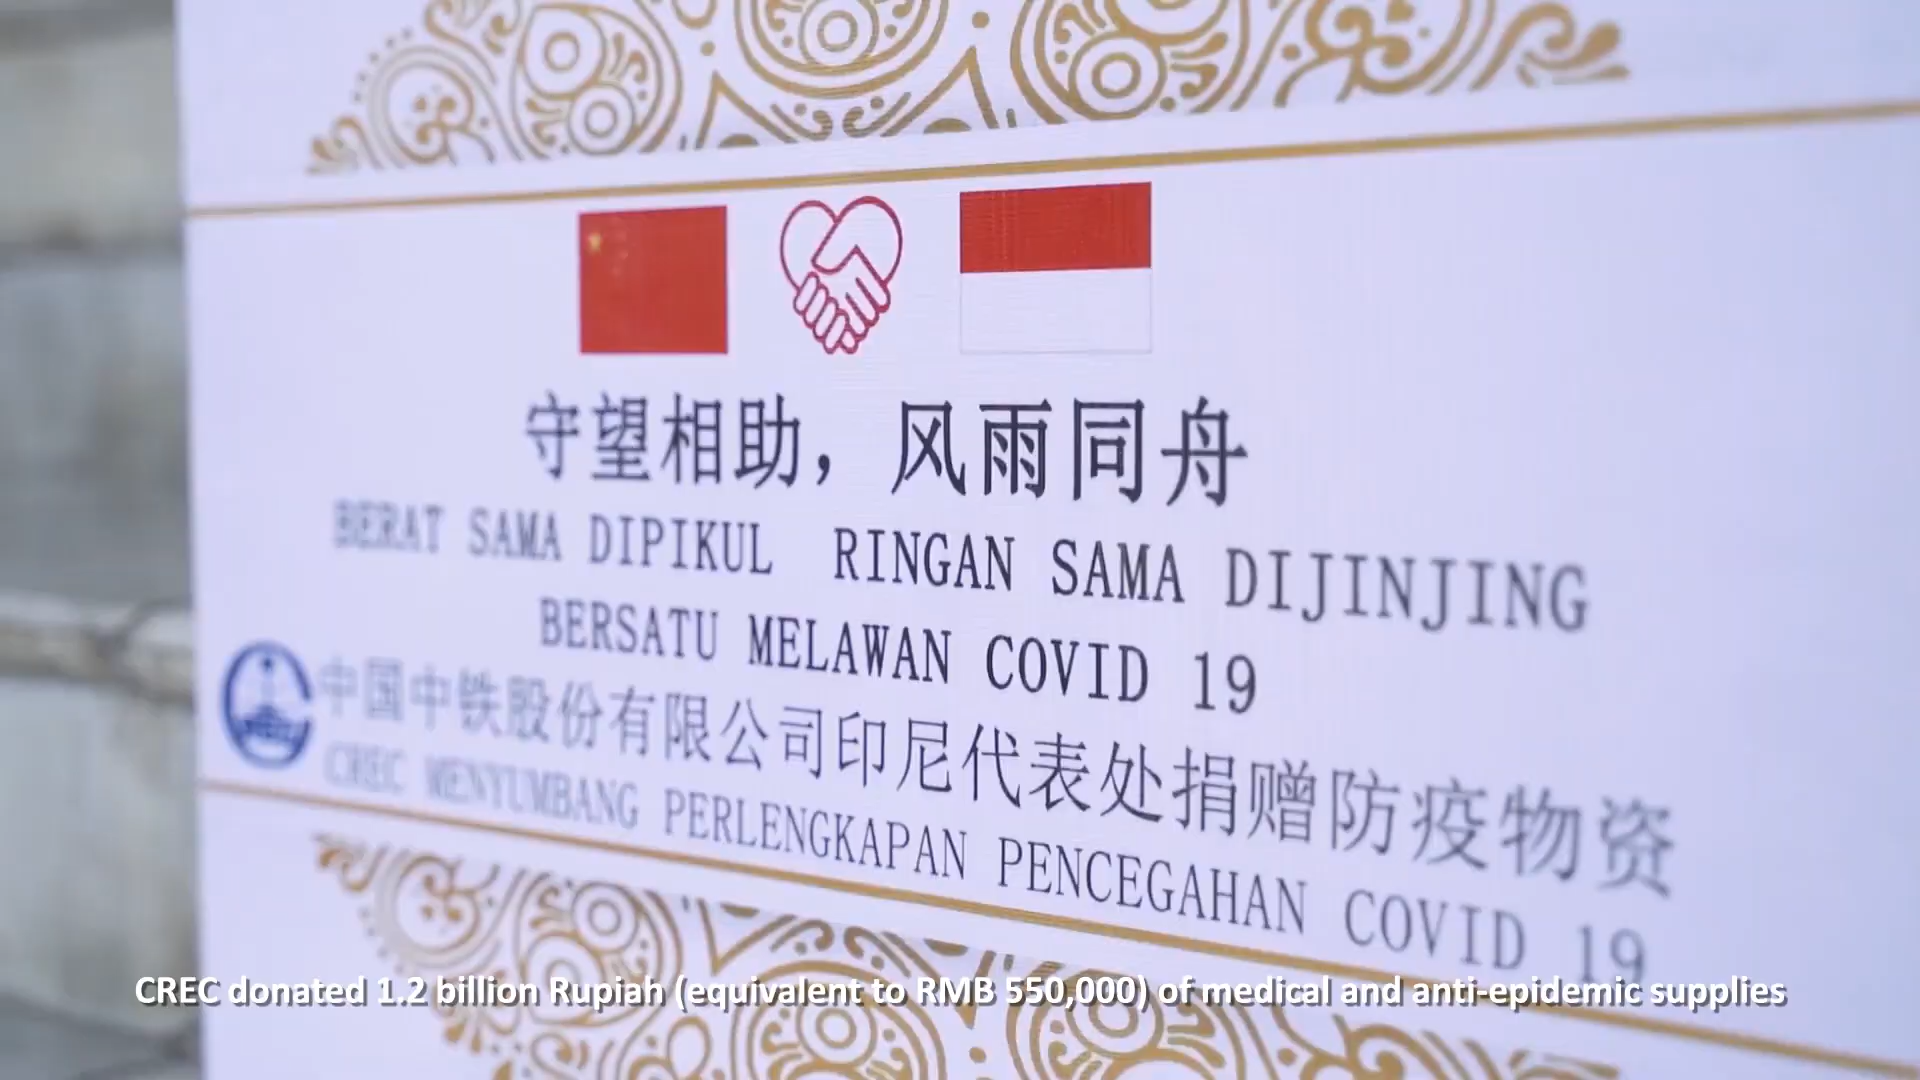 守望相助，风雨同舟
BERAT SAMA DIPIKUL RINGAN SAMA DIJINJING
BERSATU MELAWAN COVID 19
中国中铁股份有限公司印尼代表处捐赠防疫物资
CREC MENYUMBANG PERLENGKAPAN PENCEGAHAN COVID 19
CREC donated 1.2 billion Rupiah (equivalent to RMB 550,000) of medical and anti-epidemic supplies